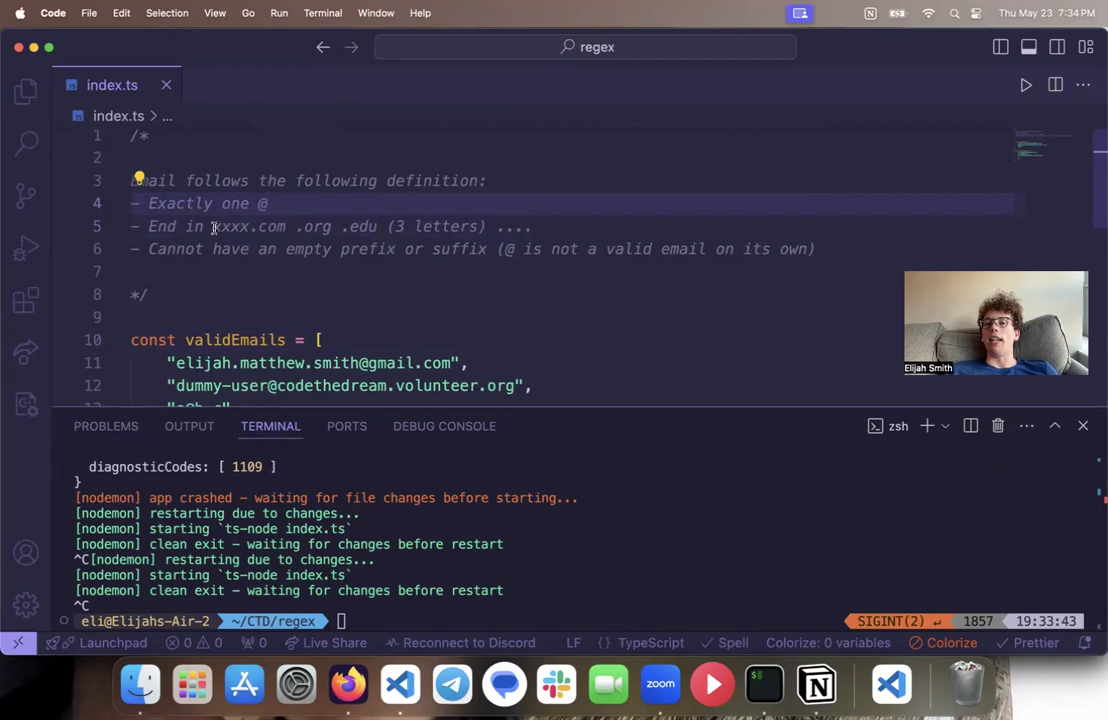 Code File Edit Selection View Go Run Terminal Window Help Thu May 23 7:34 PM
regex
index.ts
index.ts > ...
1 /*
2
3 Email follows the following definition:
4 - Exactly one @
5 - End in xxxx.com .org .edu (3 letters) ....
6 - Cannot have an empty prefix or suffix (@ is not a valid email on its own)
7
8 */
9
10 const validEmails = [
11 "elijah.matthew.smith@gmail.com",
12 "dummy-user@codethedream.volunteer.org",
Elijah Smith
PROBLEMS OUTPUT TERMINAL PORTS DEBUG CONSOLE zsh
diagnosticCodes: [ 1109 ]
}
[nodemon] app crashed - waiting for file changes before starting...
[nodemon] restarting due to changes...
[nodemon] starting `ts-node index.ts`
[nodemon] clean exit - waiting for changes before restart
^C[nodemon] restarting due to changes...
[nodemon] starting `ts-node index.ts`
[nodemon] clean exit - waiting for changes before restart
^C
eli@Elijahs-Air-2 ~/CTD/regex SIGINT(2) ↵ 1857 19:33:43
Launchpad 0 0 0 Live Share Reconnect to Discord LF {} TypeScript Spell Colorize: 0 variables Colorize Prettier
zoom